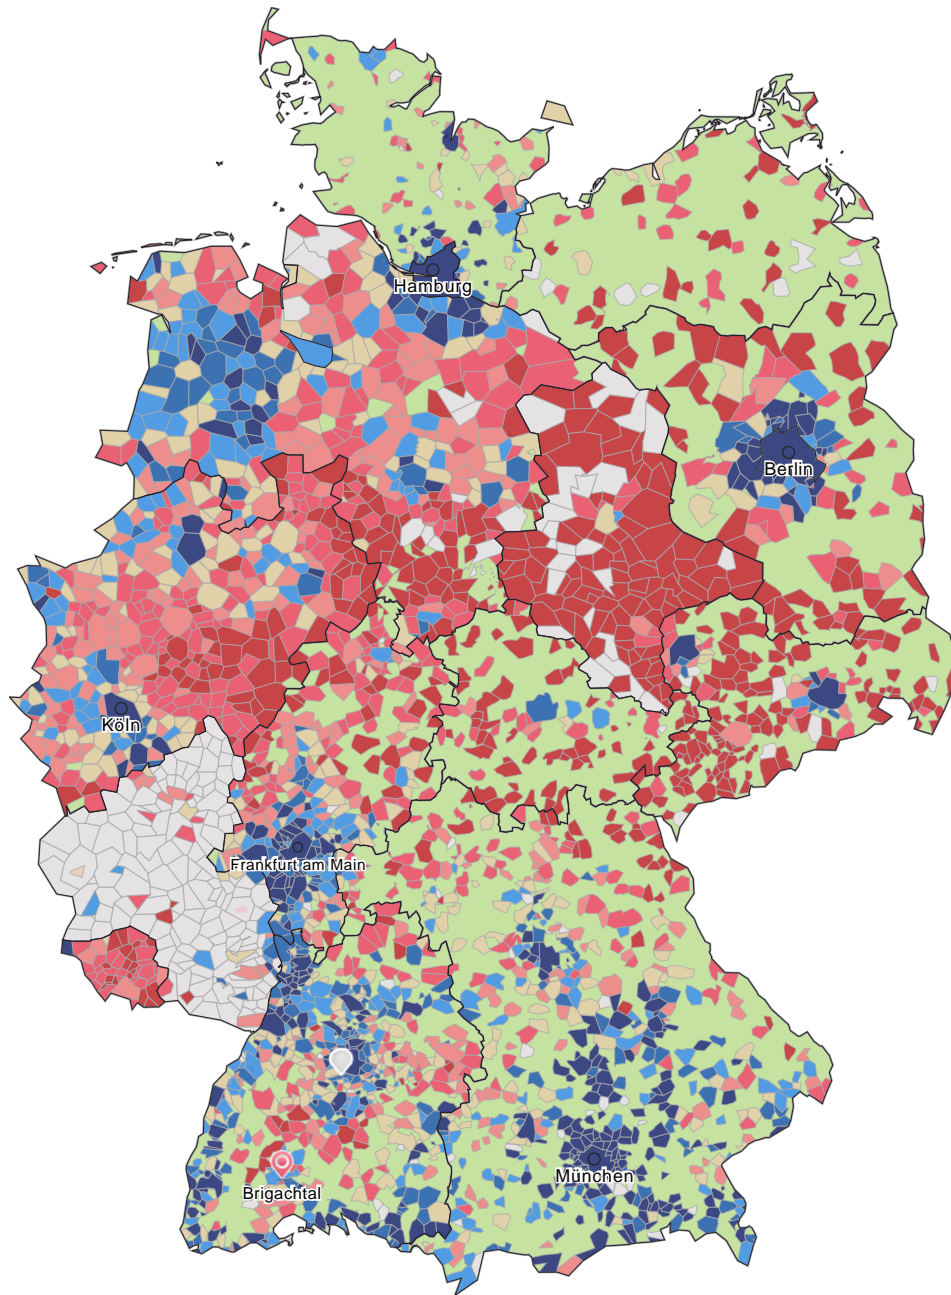 Hamburg
Berlin
Köln
Frankfurt am Main
München
Brigachtal